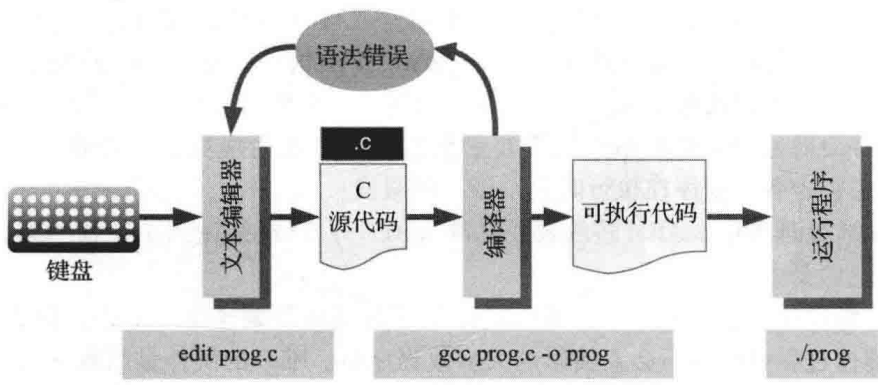 语法错误
.c
C
源代码
文本编辑器
编译器
可执行代码
运行程序
键盘
edit prog.c
gcc prog.c -o prog
./prog